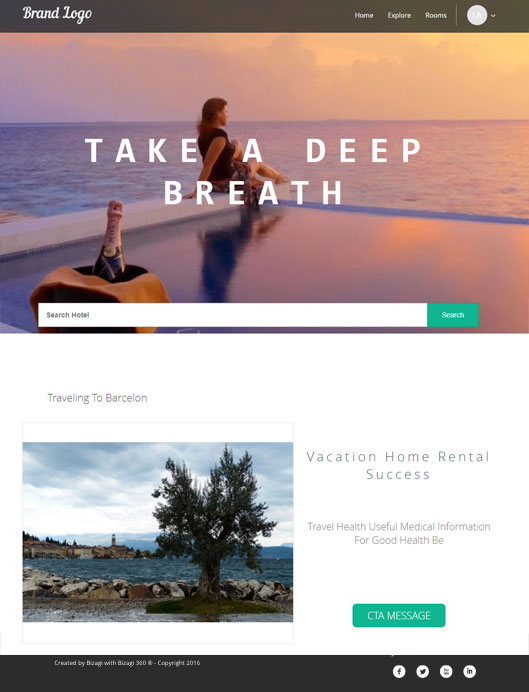 Brand Logo
Home Explore Rooms LA
TAKE A DEEP
BREATH
Search Hotel Search
Traveling To Barcelon
Vacation Home Rental
Success
Travel Health Useful Medical Information
For Good Health Be
CTA MESSAGE
Created by Bizagi with Bizagi 360 ® - Copyright 2016